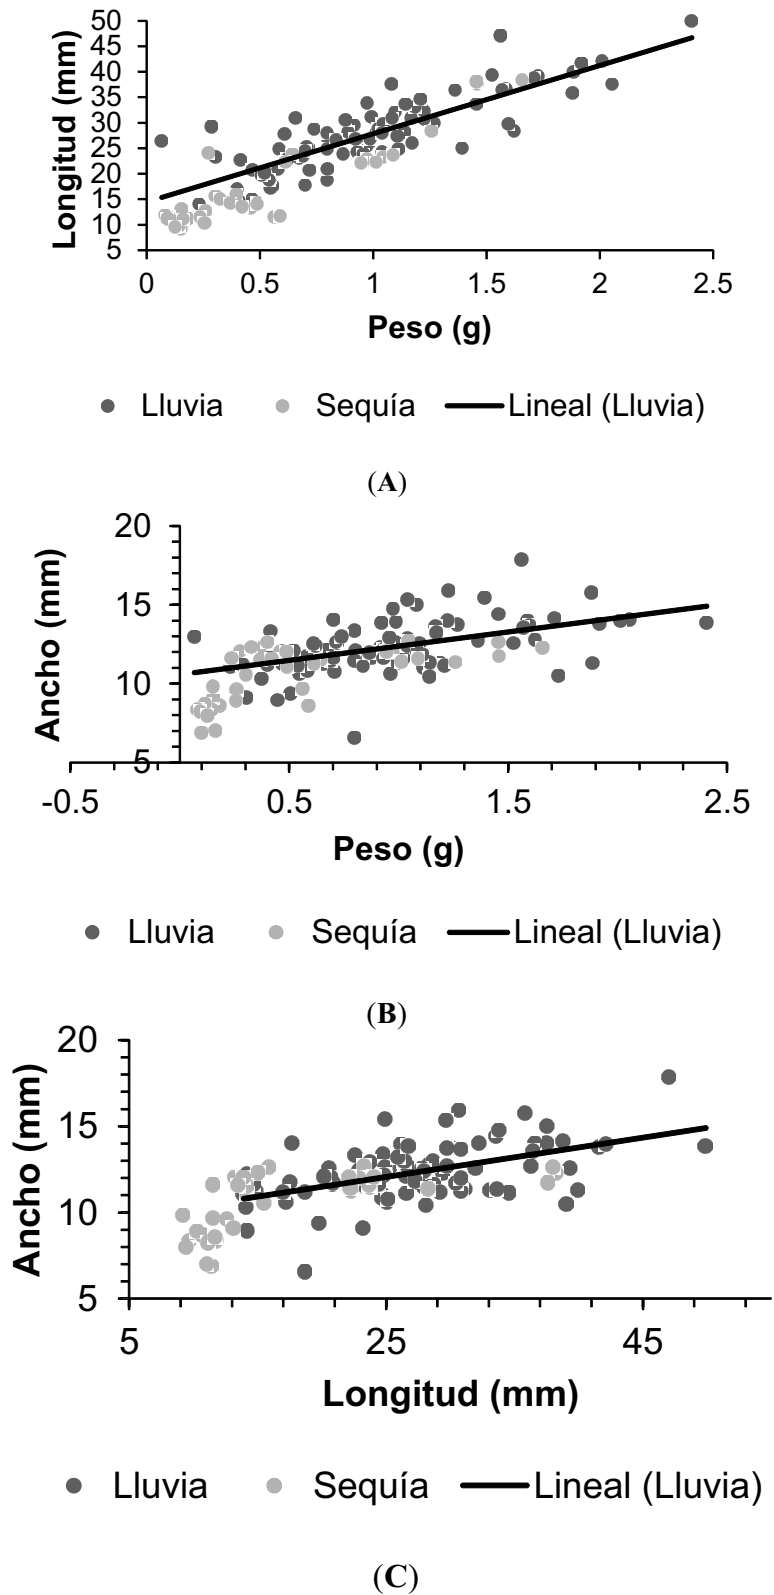 50
45
40
35
30
25
20
15
10
5
Longitud (mm)
0 0.5 1 1.5 2 2.5
Peso (g)
Lluvia Sequía Lineal (Lluvia)
(A)
20
15
10
5
Ancho (mm)
-0.5 0.5 1.5 2.5
Peso (g)
Lluvia Sequía Lineal (Lluvia)
(B)
20
15
10
5
Ancho (mm)
5 25 45
Longitud (mm)
Lluvia Sequía Lineal (Lluvia)
(C)